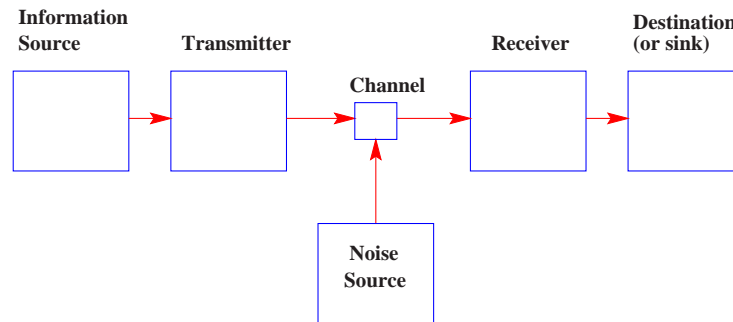 Information
Source
Transmitter
Channel
Receiver
Destination
(or sink)
Noise
Source